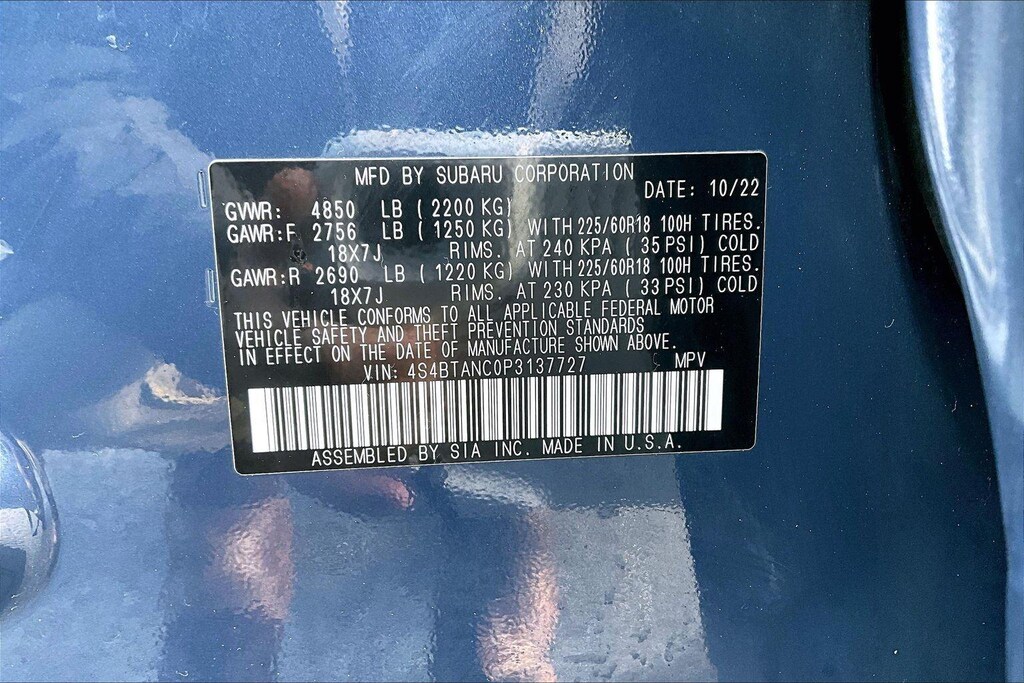 MFD BY SUBARU CORPORATION
DATE: 10/22
GVWR: 4850 LB ( 2200 KG)
GAWR:F 2756 LB ( 1250 KG) WITH 225/60R18 100H TIRES.
18X7J RIMS. AT 240 KPA ( 35 PSI) COLD
GAWR:R 2690 LB ( 1220 KG) WITH 225/60R18 100H TIRES.
18X7J RIMS. AT 230 KPA ( 33 PSI) COLD
THIS VEHICLE CONFORMS TO ALL APPLICABLE FEDERAL MOTOR
VEHICLE SAFETY AND THEFT PREVENTION STANDARDS
IN EFFECT ON THE DATE OF MANUFACTURE SHOWN ABOVE.
VIN: 4S4BTANC0P3137727 MPV
ASSEMBLED BY SIA INC. MADE IN U.S.A.